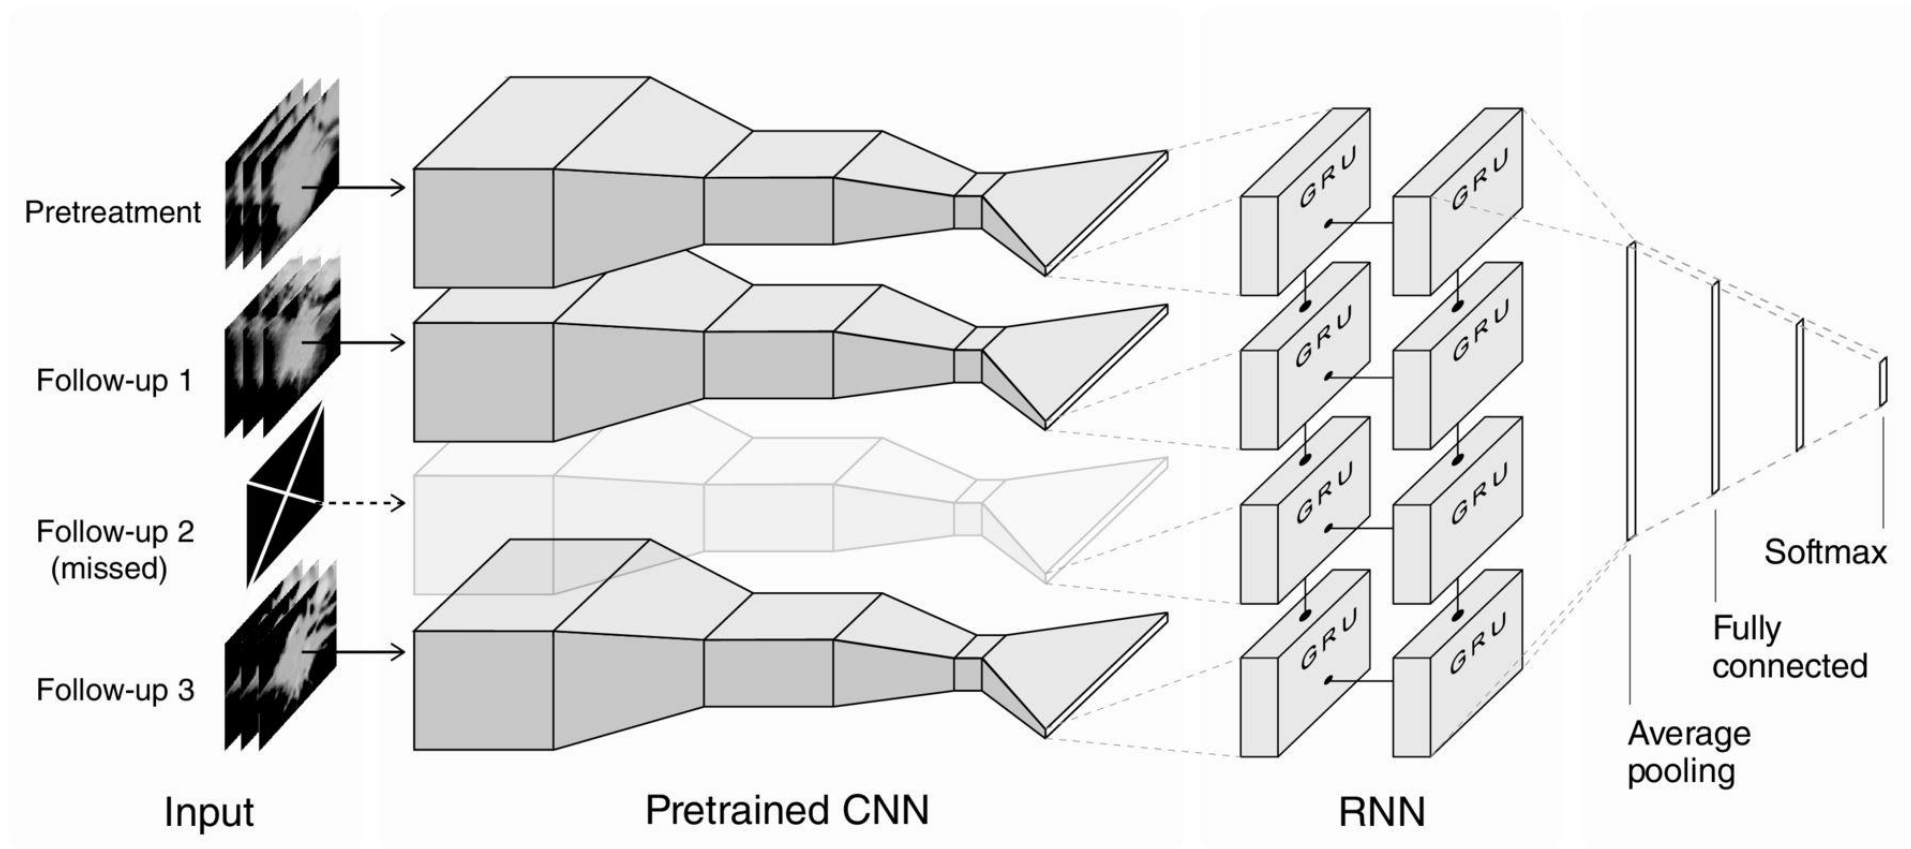 Pretreatment
Follow-up 1
Follow-up 2
(missed)
Follow-up 3
Input
Pretrained CNN
GRU
GRU
GRU
GRU
GRU
GRU
GRU
GRU
RNN
Average
pooling
Fully
connected
Softmax